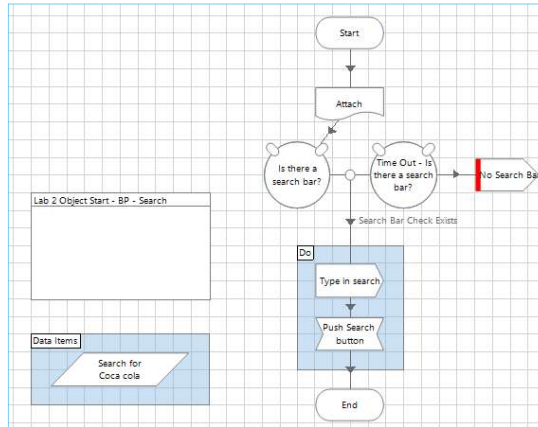 Start
Attach
Is there a
search bar?
Time Out - Is
there a search
bar?
No Search Bar
Lab 2 Object Start - BP - Search
Search Bar Check Exists
Do
Type in search
Push Search
button
Data Items
Search for
Coca cola
End